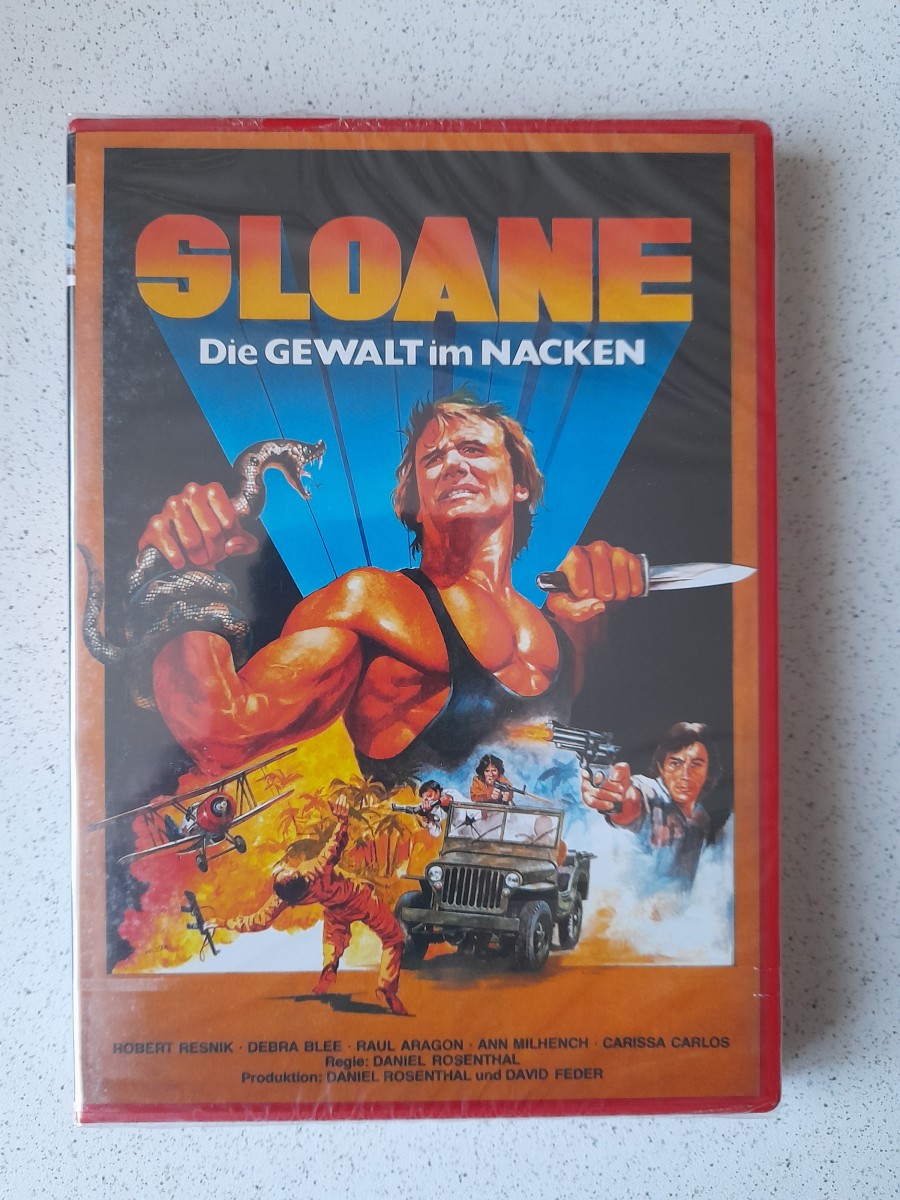 SLOANE
Die GEWALT im NACKEN
ROBERT RESNIK · DEBRA BLEE · RAUL ARAGON · ANN MILHENCH · CARISSA CARLOS
Regie: DANIEL ROSENTHAL
Produktion: DANIEL ROSENTHAL und DAVID FEDER